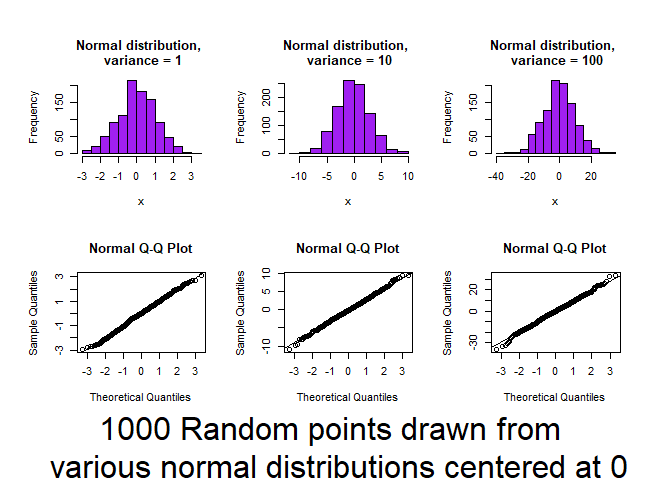 Normal distribution,
variance = 1
Normal distribution,
variance = 10
Normal distribution,
variance = 100
Frequency
0 50 150
-3 -2 -1 0 1 2 3
x
Frequency
0 100 200
-10 -5 0 5 10
x
Frequency
0 50 150
-40 -20 0 20
x
Normal Q-Q Plot
Normal Q-Q Plot
Normal Q-Q Plot
Sample Quantiles
-3 -1 1 3
-3 -2 -1 0 1 2 3
Theoretical Quantiles
Sample Quantiles
-10 0 5 10
-3 -2 -1 0 1 2 3
Theoretical Quantiles
Sample Quantiles
-30 0 20
-3 -2 -1 0 1 2 3
Theoretical Quantiles
1000 Random points drawn from
various normal distributions centered at 0